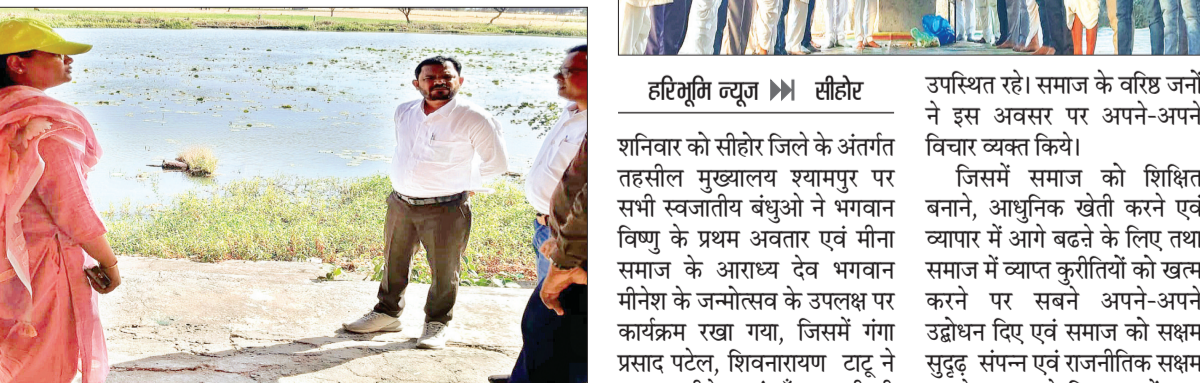 हरिभूमि न्यूज सीहोर
शनिवार को सीहोर जिले के अंतर्गत
तहसील मुख्यालय श्यामपुर पर
सभी स्वजातीय बंधुओ ने भगवान
विष्णु के प्रथम अवतार एवं मीना
समाज के आराध्य देव भगवान
मीनेश के जन्मोत्सव के उपलक्ष पर
कार्यक्रम रखा गया, जिसमें गंगा
प्रसाद पटेल, शिवनारायण टाटू ने
उपस्थित रहे। समाज के वरिष्ठ जनों
ने इस अवसर पर अपने-अपने
विचार व्यक्त किये।
जिसमें समाज को शिक्षित
बनाने, आधुनिक खेती करने एवं
व्यापार में आगे बढऩे के लिए तथा
समाज में व्याप्त कुरीतियों को खत्म
करने पर सबने अपने-अपने
उद्बोधन दिए एवं समाज को सक्षम
सुदृढ़ संपन्न एवं राजनीतिक सक्षम